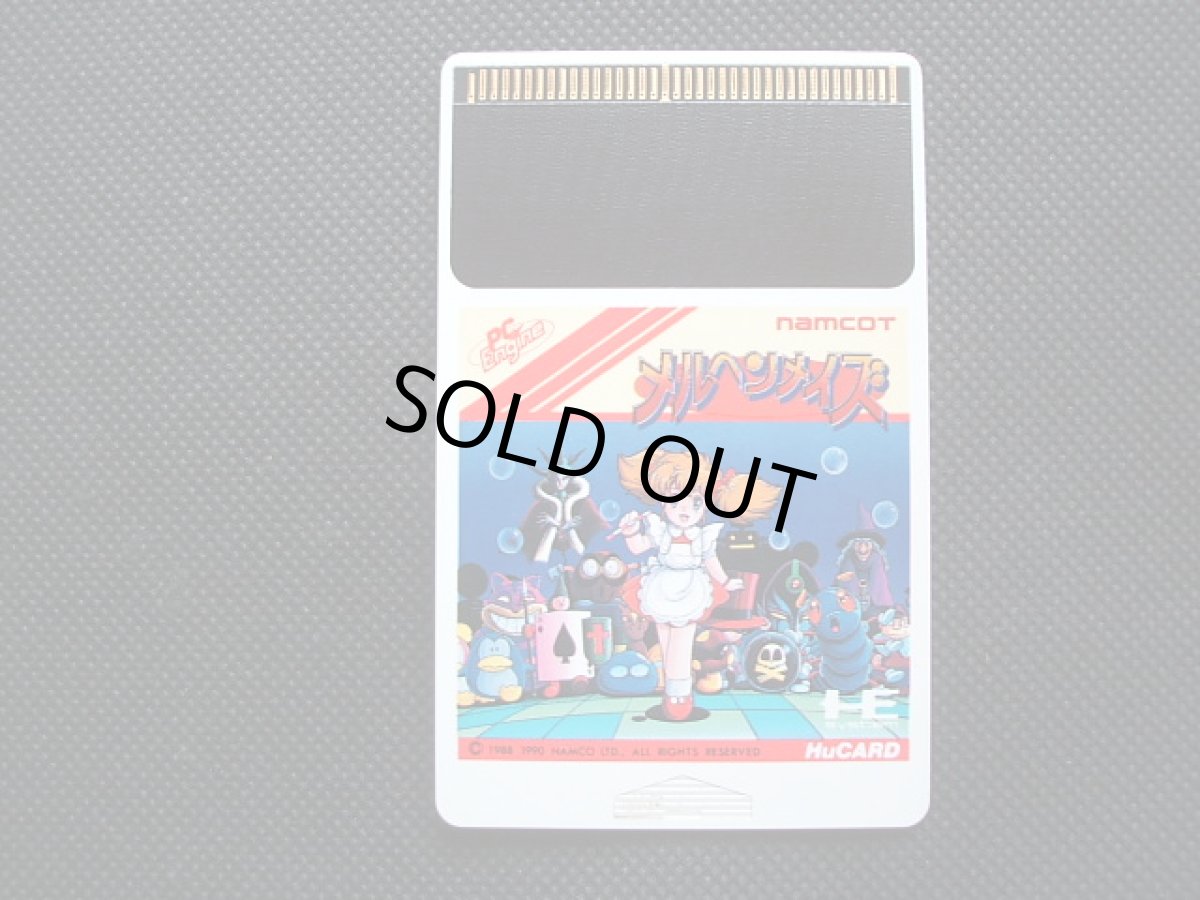 PC
Engine
namcoT
メルヘンメイズ
SOLD OUT
HE
© 1988 1990 NAMCO LTD., ALL RIGHTS RESERVED
HuCARD